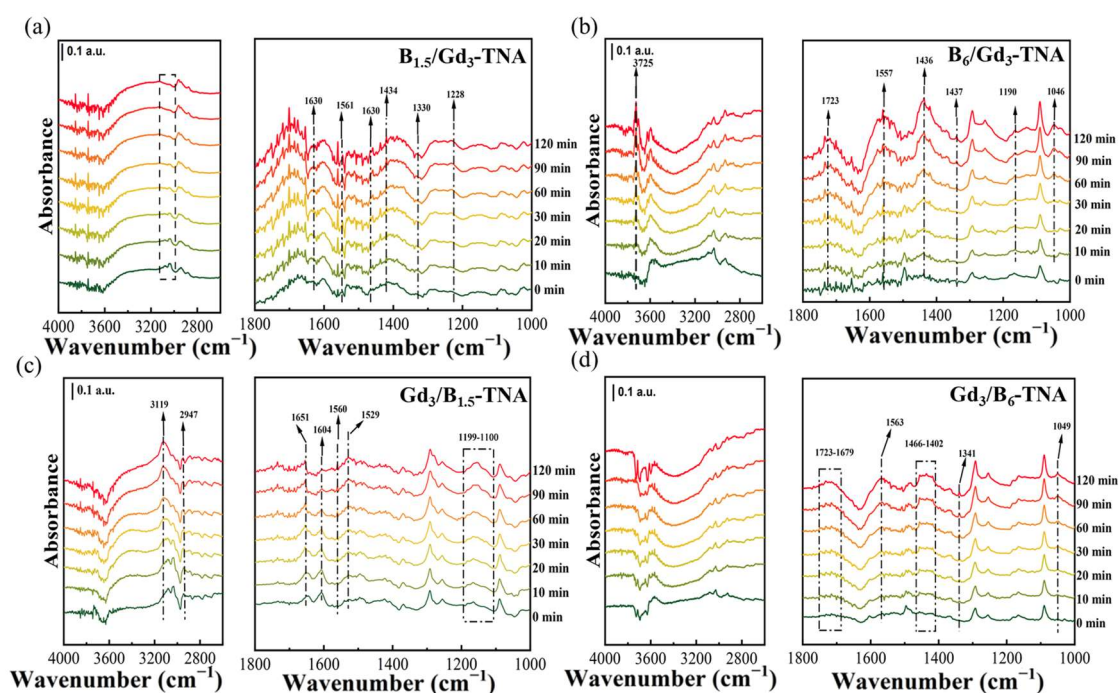 (a)
0.1 a.u.
Absorbance
4000 3600 3200 2800
Wavenumber (cm⁻¹)
B1.5/Gd3-TNA
1630
1561
1630
1434
1330
1228
120 min
90 min
60 min
30 min
20 min
10 min
0 min
1800 1600 1400 1200 1000
Wavenumber (cm⁻¹)
(b)
0.1 a.u.
3725
Absorbance
4000 3600 3200 2800
Wavenumber (cm⁻¹)
B6/Gd3-TNA
1723
1557
1436
1437
1190
1046
120 min
90 min
60 min
30 min
20 min
10 min
0 min
1800 1600 1400 1200 1000
Wavenumber (cm⁻¹)
(c)
0.1 a.u.
3119
2947
Absorbance
4000 3600 3200 2800
Wavenumber (cm⁻¹)
Gd3/B1.5-TNA
1651
1604
1560
1529
1199-1100
120 min
90 min
60 min
30 min
20 min
10 min
0 min
1800 1600 1400 1200 1000
Wavenumber (cm⁻¹)
(d)
0.1 a.u.
Absorbance
4000 3600 3200 2800
Wavenumber (cm⁻¹)
Gd3/B6-TNA
1723-1679
1563
1466-1402
1341
1049
120 min
90 min
60 min
30 min
20 min
10 min
0 min
1800 1600 1400 1200 1000
Wavenumber (cm⁻¹)